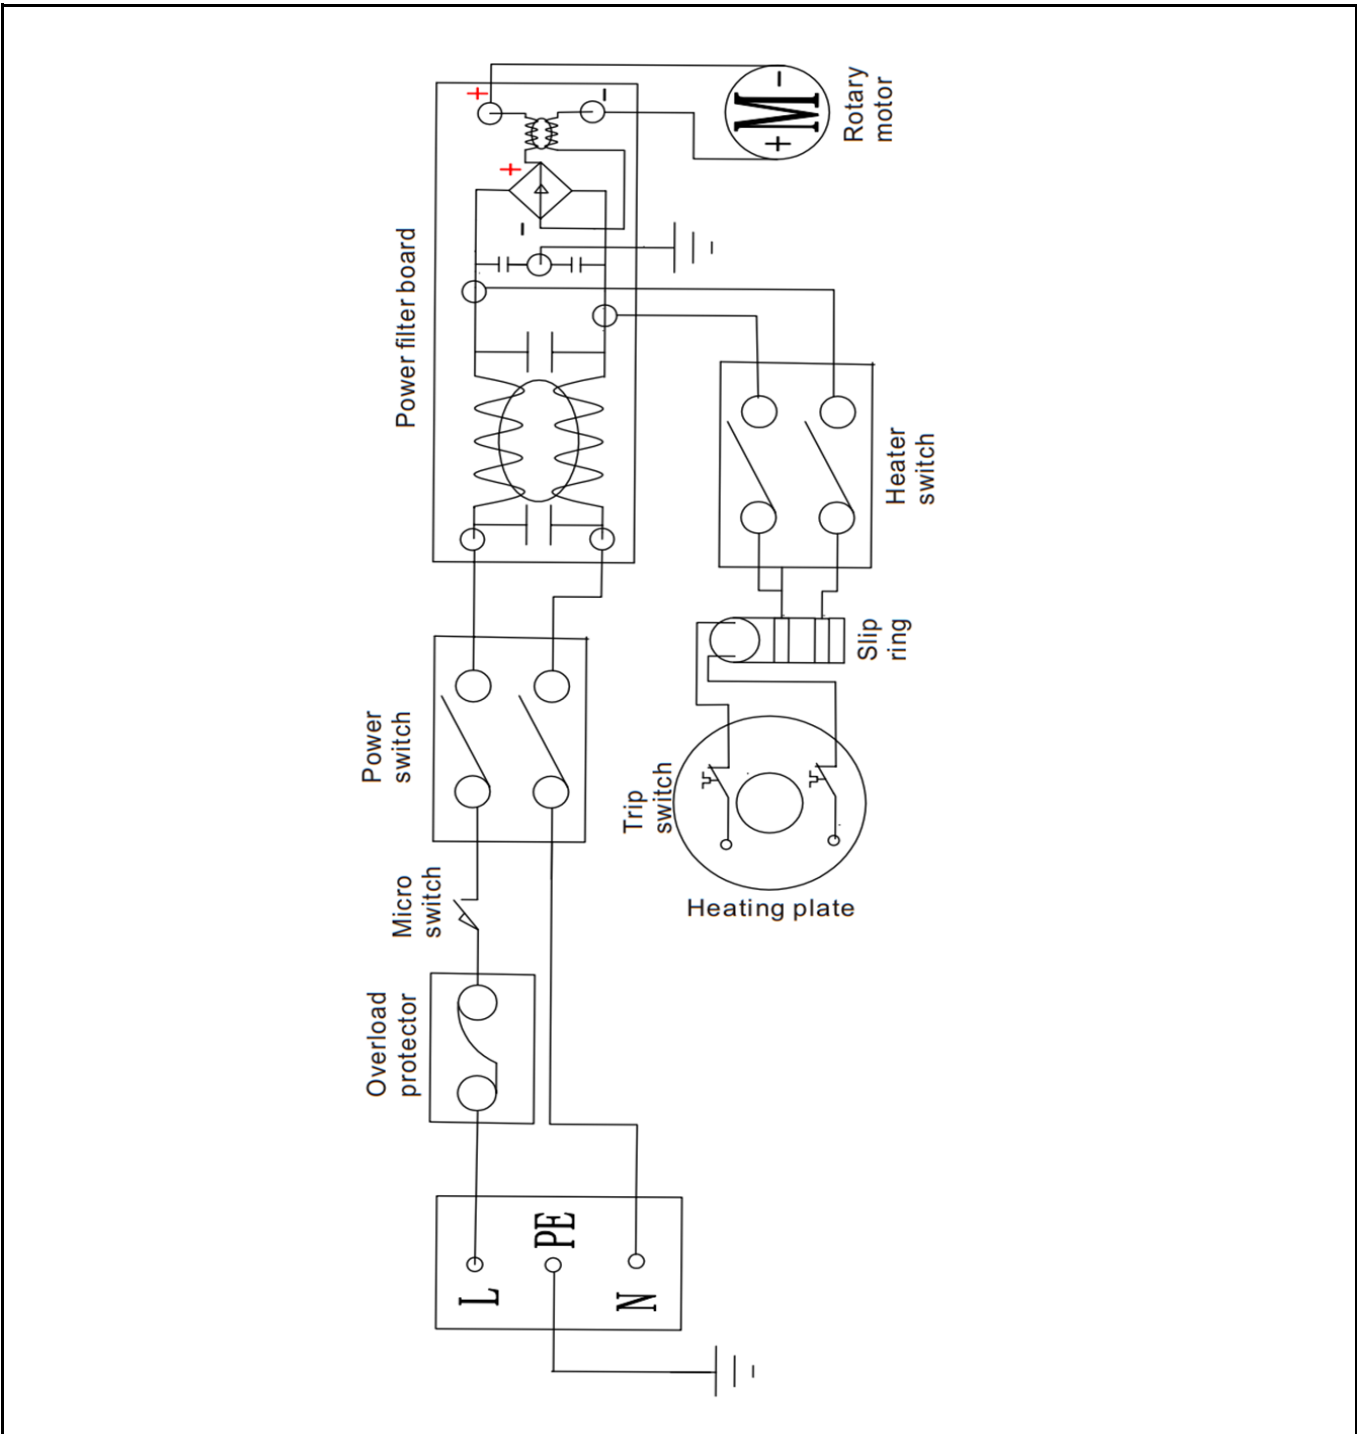 +
-
M
-
+
Rotary
motor
+
-
Power filter board
Heater
switch
Slip
ring
Power
switch
Trip
switch
Heating plate
Micro
switch
Overload
protector
L
PE
N